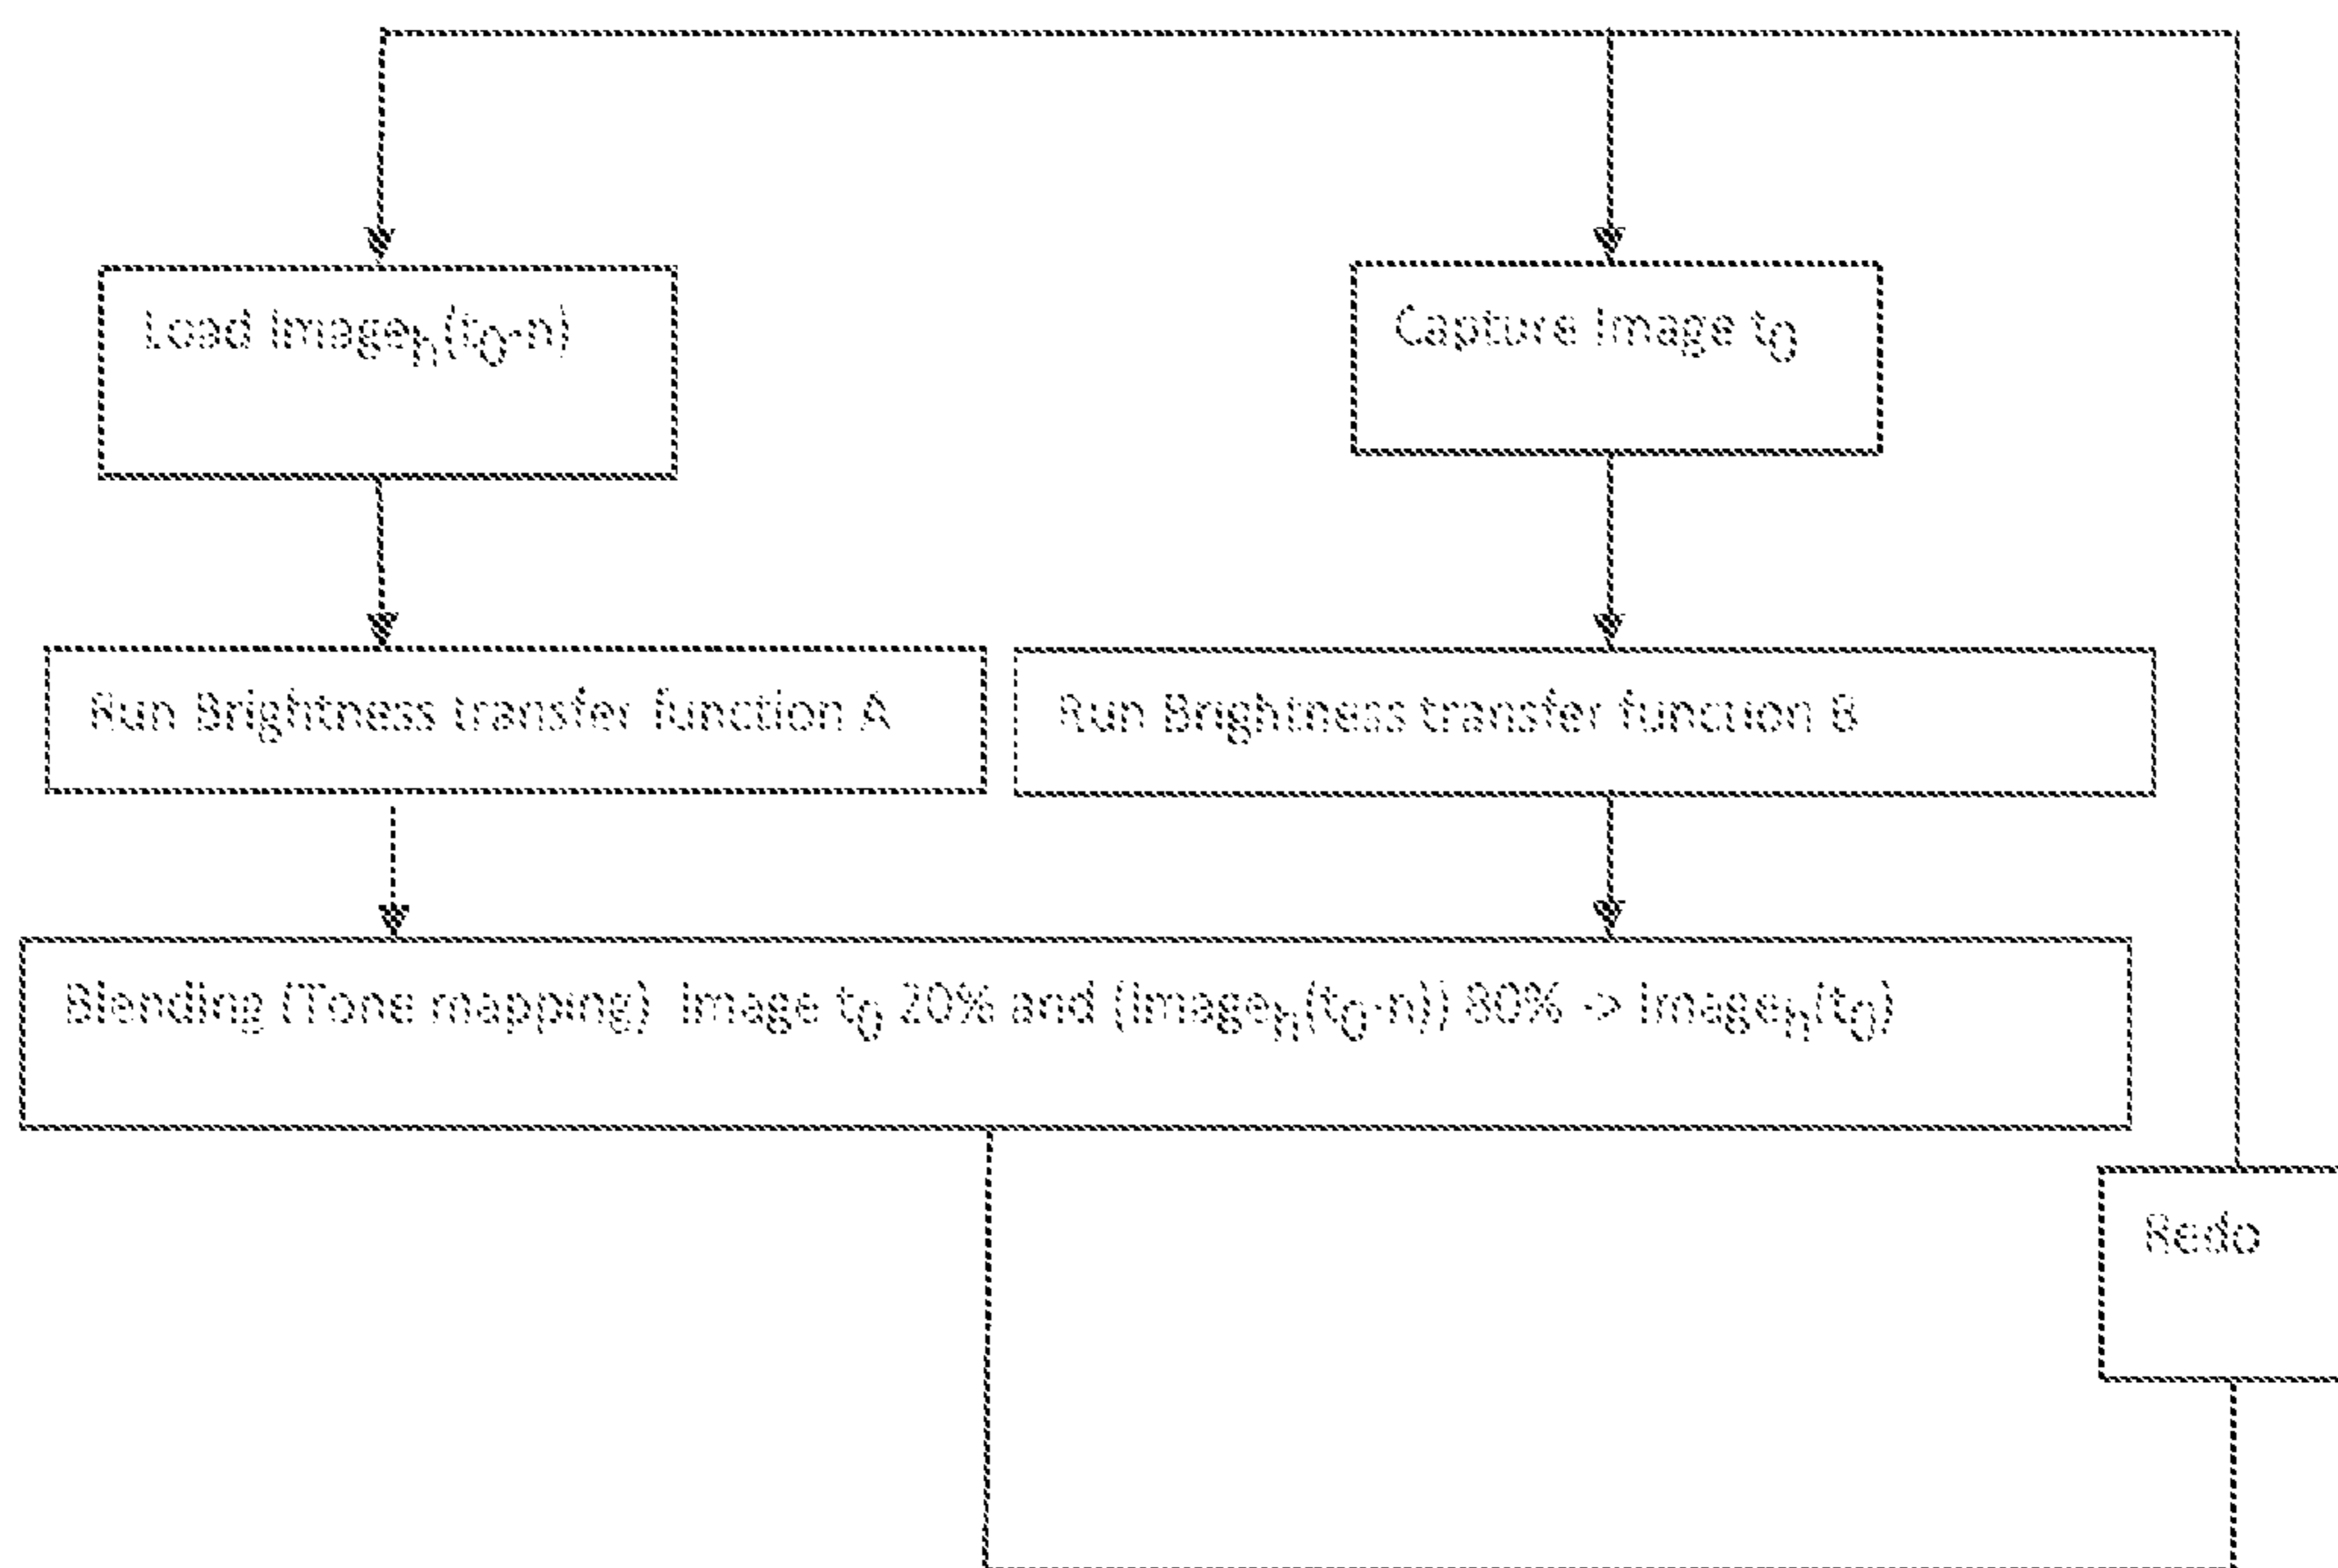 Load Imageₕ(t₀-n)
Capture Image t₀
Run Brightness transfer function A
Run Brightness transfer function B
Blending (Tone mapping) Image t₀ 20% and (Imageₕ(t₀-n)) 80% -> Imageₕ(t₀)
Redo